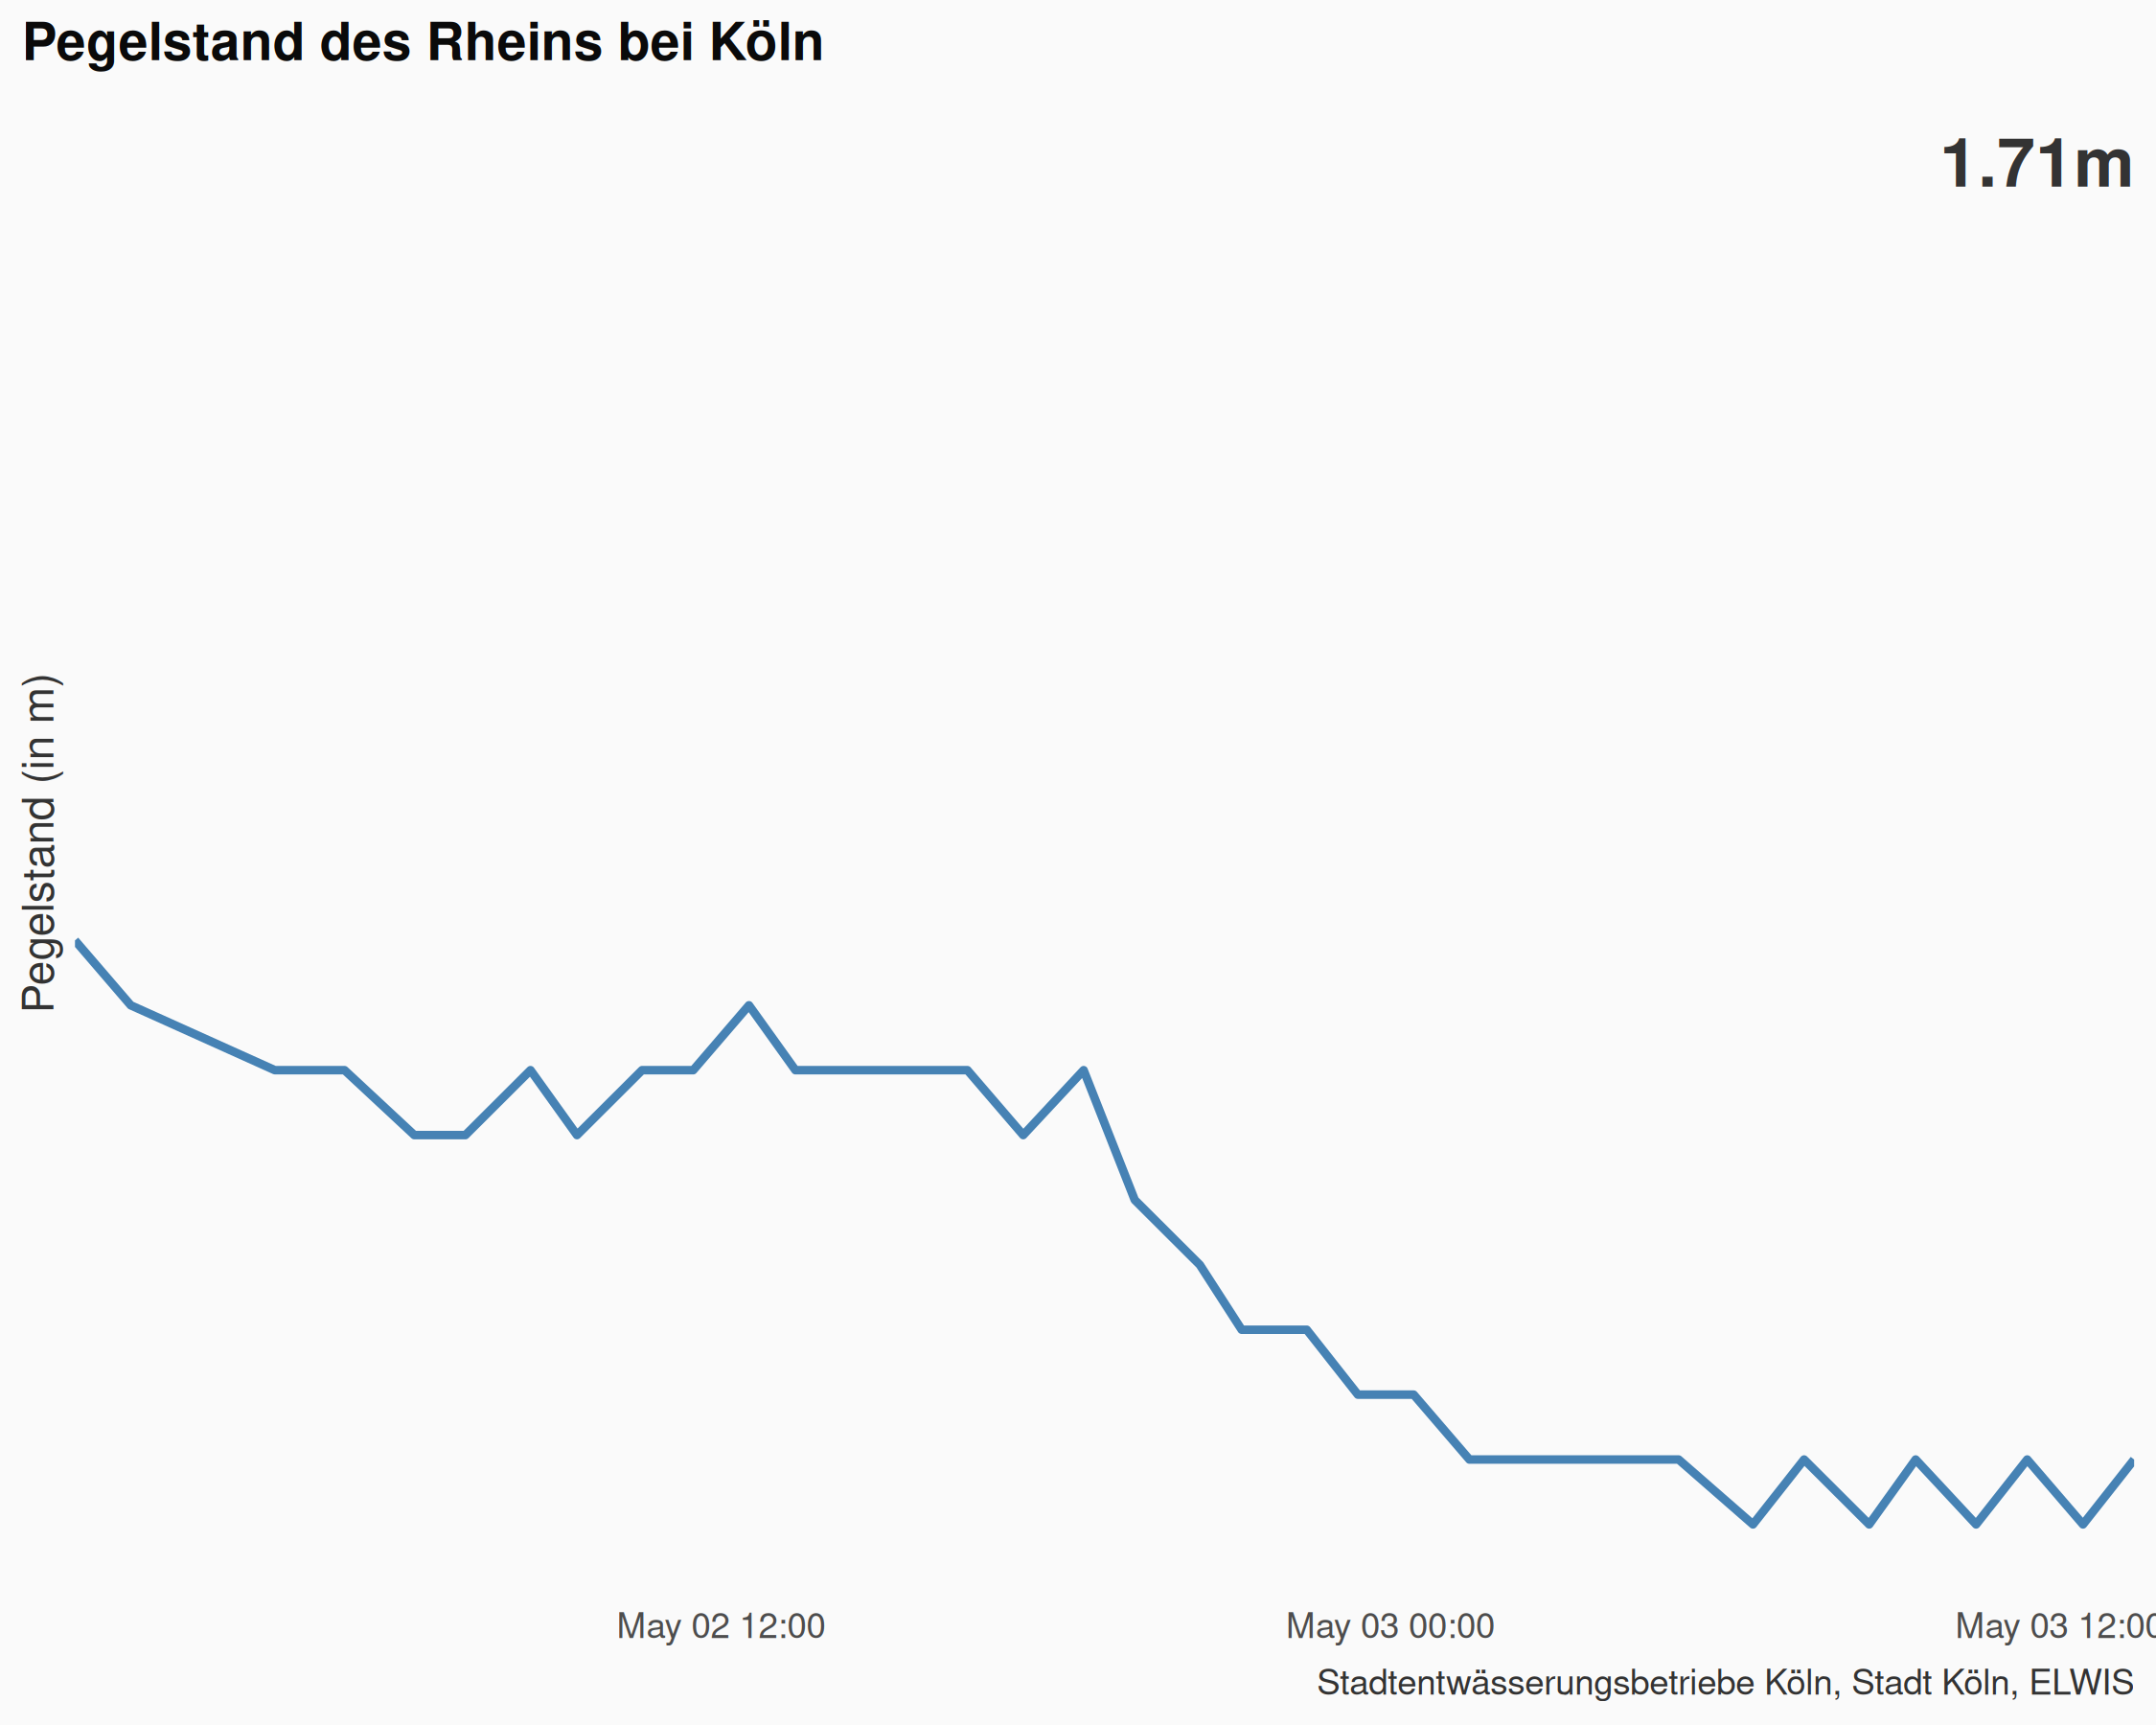 Pegelstand des Rheins bei Köln
1.71m
Pegelstand (in m)
May 02 12:00
May 03 00:00
May 03 12:00
Stadtentwässerungsbetriebe Köln, Stadt Köln, ELWIS